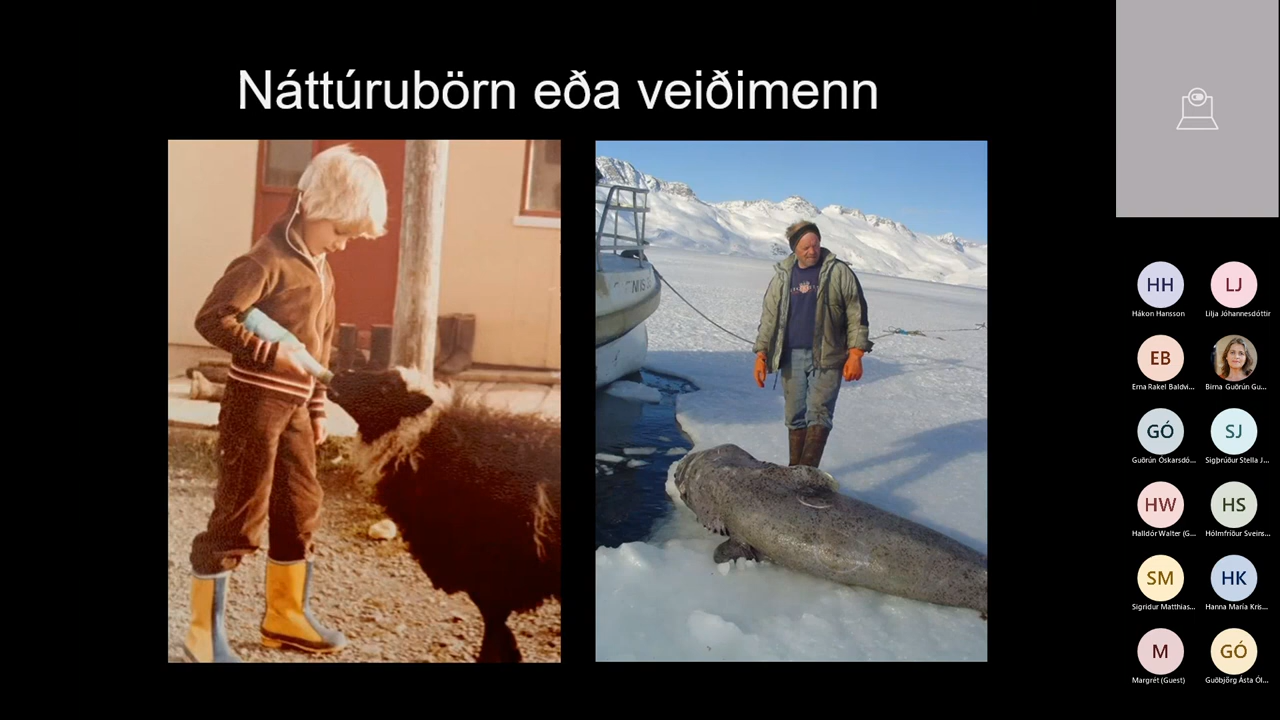 Náttúrubörn eða veiðimenn
HH
LJ
Hákon Hansson
Lilja Jóhannesdóttir
EB
Erna Rakel Baldvi...
Birna Guðrún Gu...
GÓ
SJ
Guðrún Óskarsdó...
Sigþrúður Stella J...
HW
HS
Halldór Walter (G...
Hólmfríður Sveins...
SM
HK
Sigríður Matthías...
Hanna María Kris...
M
GÓ
Margrét (Guest)
Guðbjörg Ásta Ól...